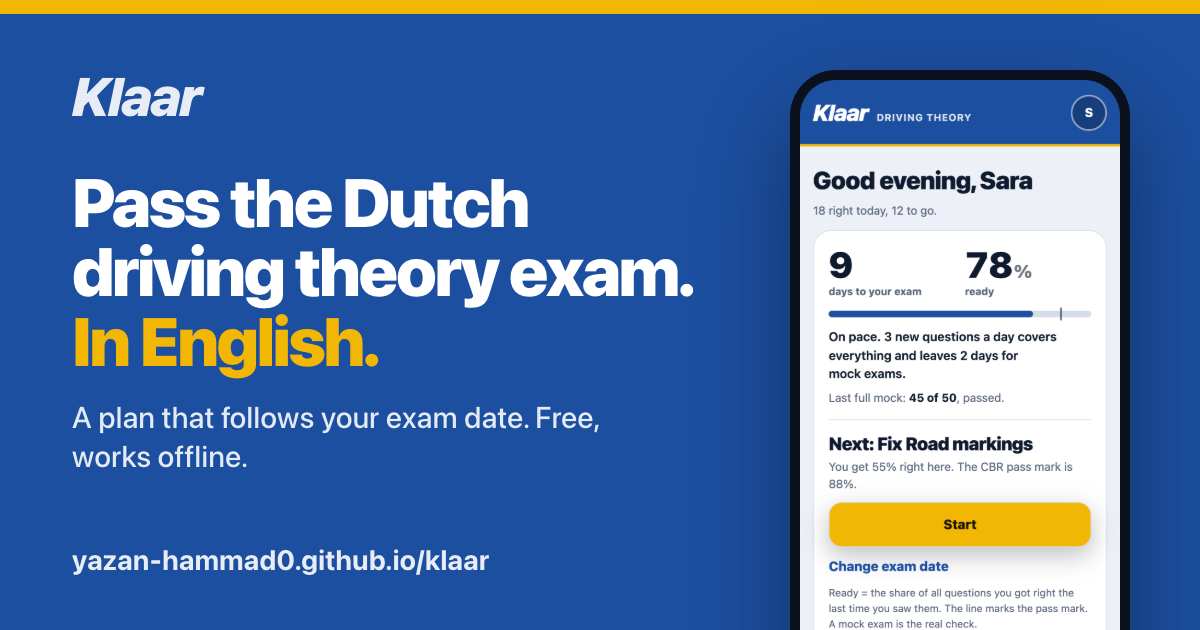 Klaar
Pass the Dutch
driving theory exam.
In English.
A plan that follows your exam date. Free,
works offline.
yazan-hammad0.github.io/klaar
Klaar DRIVING THEORY
S
Good evening, Sara
18 right today, 12 to go.
9
days to your exam
78%
ready
On pace. 3 new questions a day covers
everything and leaves 2 days for
mock exams.
Last full mock: 45 of 50, passed.
Next: Fix Road markings
You get 55% right here. The CBR pass mark is
88%.
Start
Change exam date
Ready = the share of all questions you got right the
last time you saw them. The line marks the pass mark.
A mock exam is the real check.